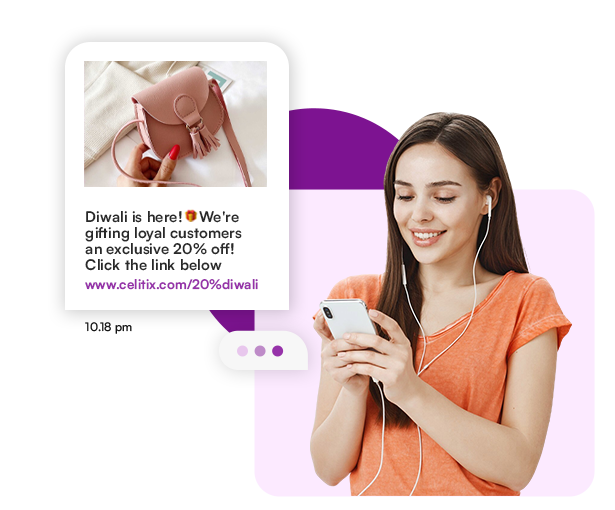 Diwali is here! 🎁 We're
gifting loyal customers
an exclusive 20% off!
Click the link below
www.celitix.com/20%diwali
10.18 pm